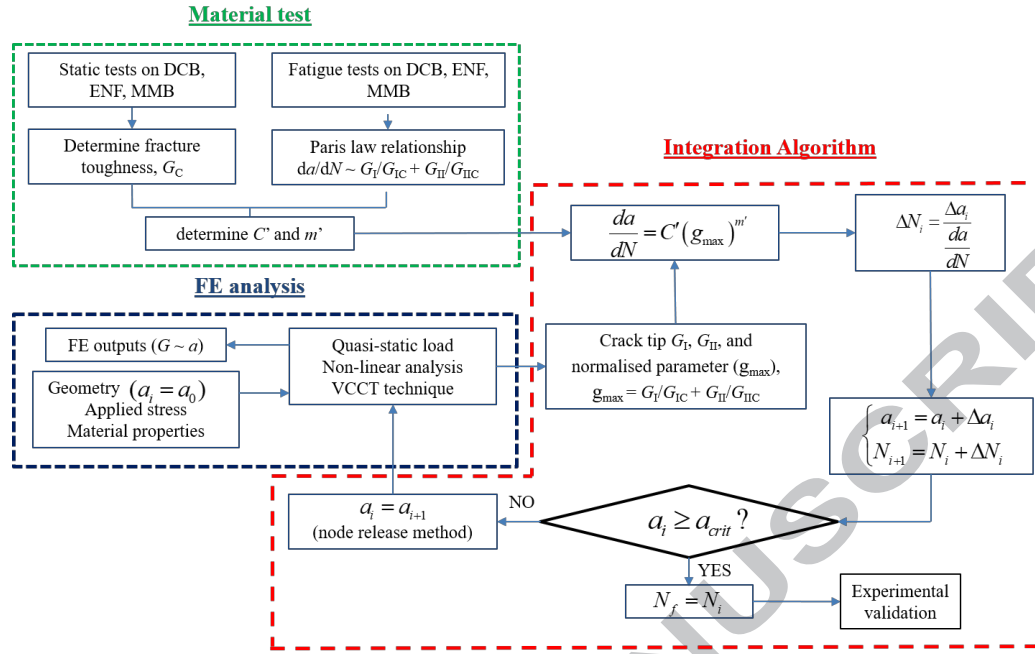 Material test
Static tests on DCB,
ENF, MMB
Fatigue tests on DCB, ENF,
MMB
Determine fracture
toughness, G_C
Paris law relationship
da/dN ~ G_I/G_IC + G_II/G_IIC
determine C’ and m’
Integration Algorithm
da/dN = C′(g_max)^m′
ΔN_i = Δa_i / (da/dN)
FE analysis
FE outputs (G ~ a)
Geometry (a_i = a_0)
Applied stress
Material properties
Quasi-static load
Non-linear analysis
VCCT technique
Crack tip G_I, G_II, and
normalised parameter (g_max),
g_max = G_I/G_IC + G_II/G_IIC
a_{i+1} = a_i + Δa_i
N_{i+1} = N_i + ΔN_i
a_i = a_{i+1}
(node release method)
NO
a_i ≥ a_crit ?
YES
N_f = N_i
Experimental
validation